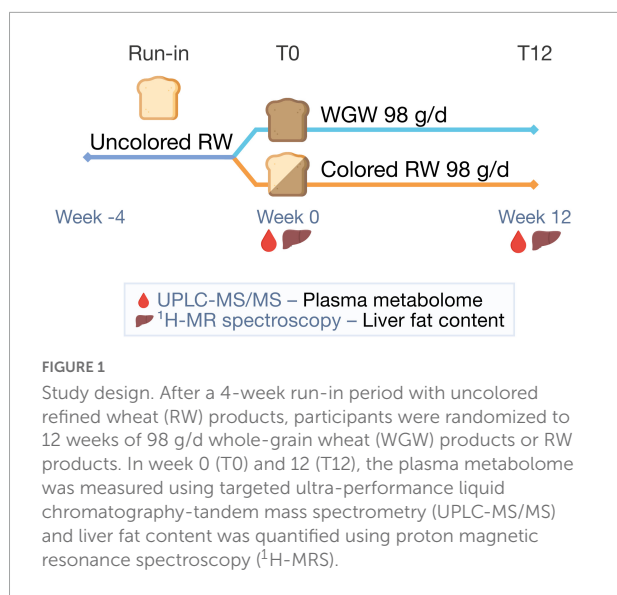 Run-in T0 T12
WGW 98 g/d
Uncolored RW
Colored RW 98 g/d
Week -4 Week 0 Week 12
UPLC-MS/MS – Plasma metabolome
¹H-MR spectroscopy – Liver fat content
FIGURE 1
Study design. After a 4-week run-in period with uncolored
refined wheat (RW) products, participants were randomized to
12 weeks of 98 g/d whole-grain wheat (WGW) products or RW
products. In week 0 (T0) and 12 (T12), the plasma metabolome
was measured using targeted ultra-performance liquid
chromatography-tandem mass spectrometry (UPLC-MS/MS)
and liver fat content was quantified using proton magnetic
resonance spectroscopy (¹H-MRS).